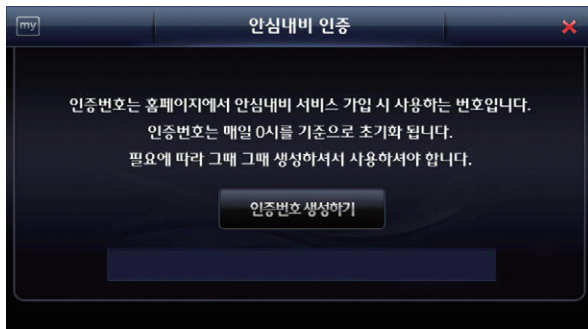 my
안심내비 인증
인증번호는 홈페이지에서 안심내비 서비스 가입 시 사용하는 번호입니다.
인증번호는 매일 0시를 기준으로 초기화 됩니다.
필요에 따라 그때 그때 생성하셔서 사용하셔야 합니다.
인증번호 생성하기